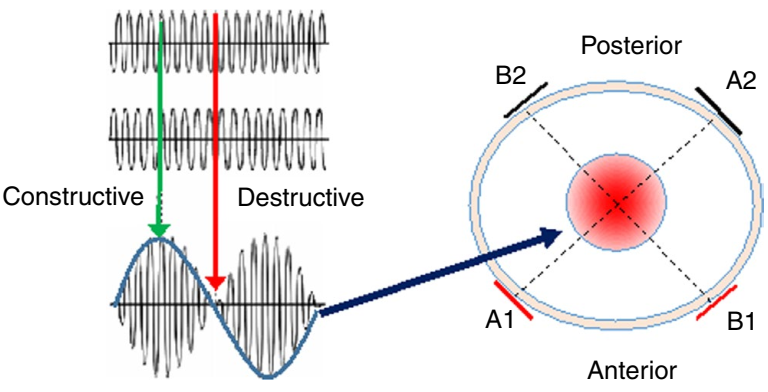 Posterior
B2
A2
Constructive
Destructive
A1
B1
Anterior